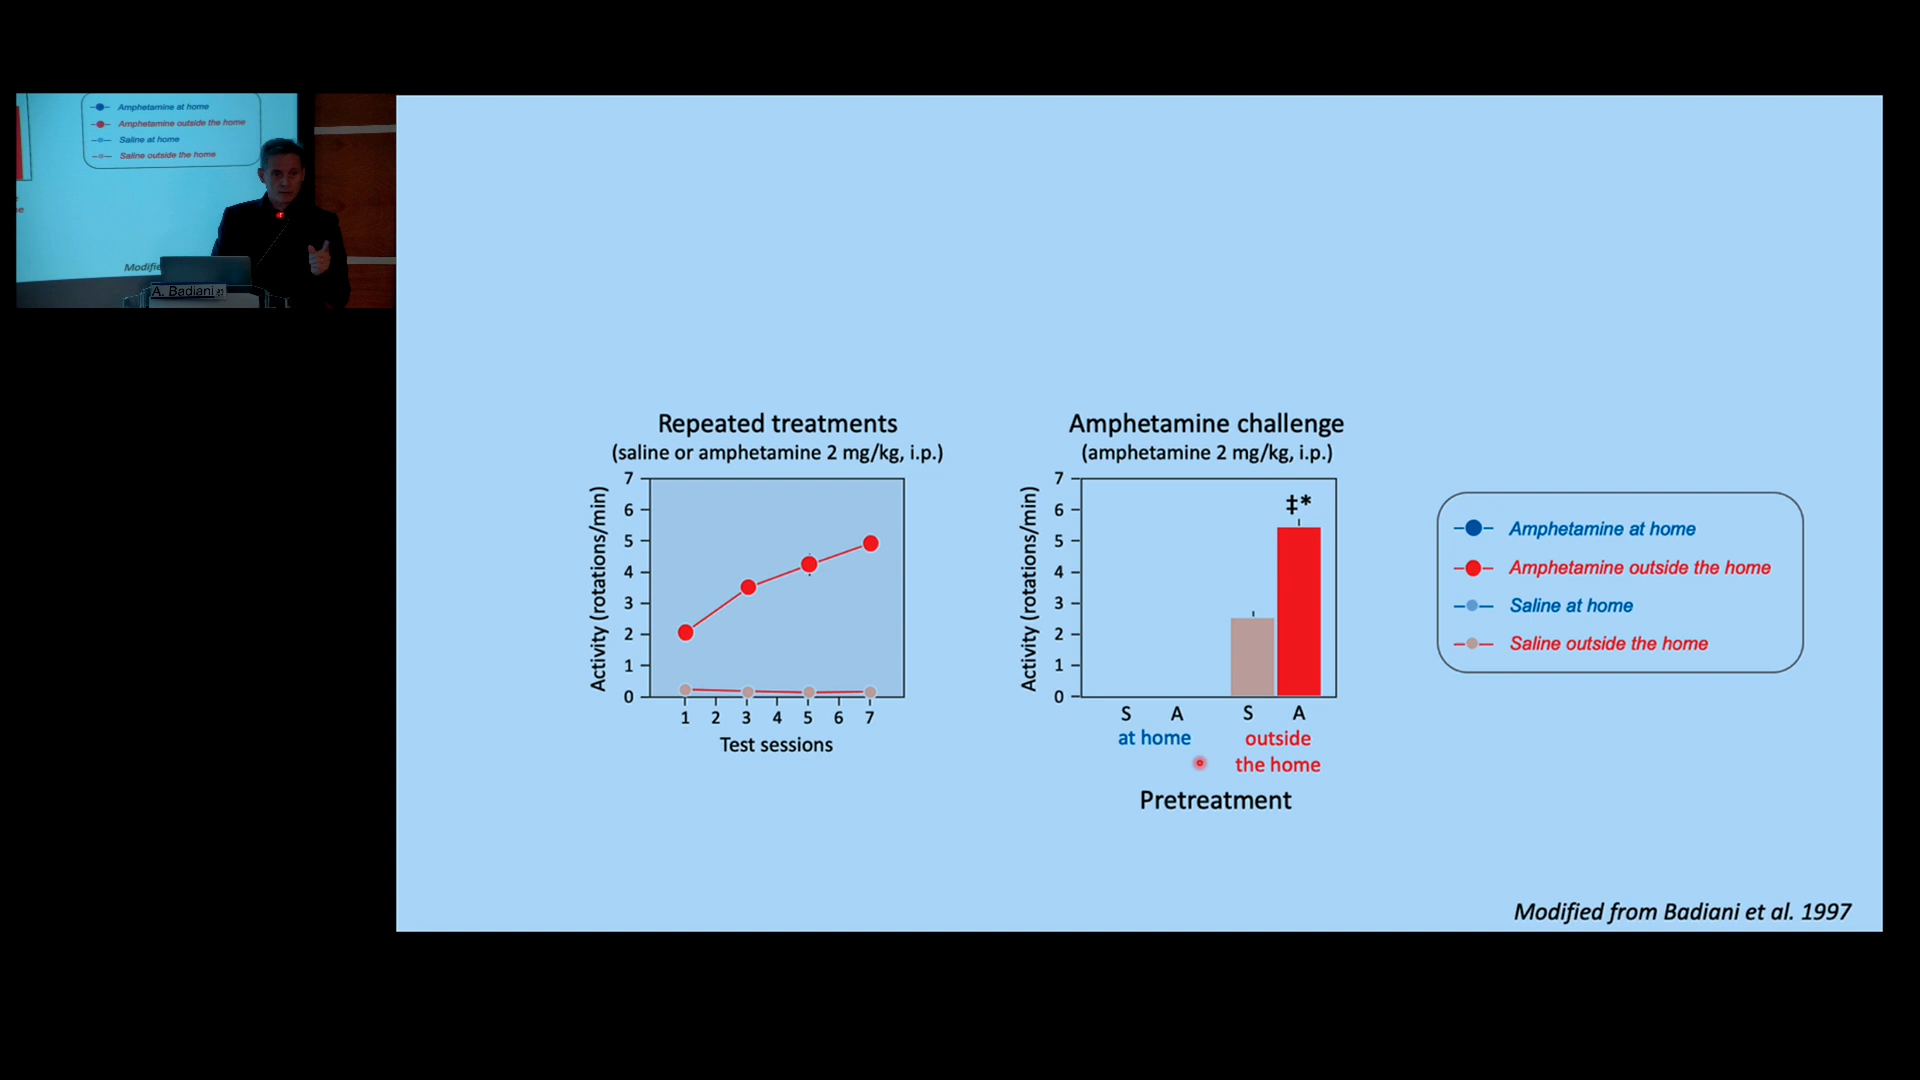 Amphetamine at home
Amphetamine outside the home
Saline at home
Saline outside the home
A. Badiani
Repeated treatments
(saline or amphetamine 2 mg/kg, i.p.)
7
6
5
4
3
2
1
0
Activity (rotations/min)
1 2 3 4 5 6 7
Test sessions
Amphetamine challenge
(amphetamine 2 mg/kg, i.p.)
7
6
5
4
3
2
1
0
Activity (rotations/min)
‡*
S A S A
at home
outside
the home
Pretreatment
Amphetamine at home
Amphetamine outside the home
Saline at home
Saline outside the home
Modified from Badiani et al. 1997